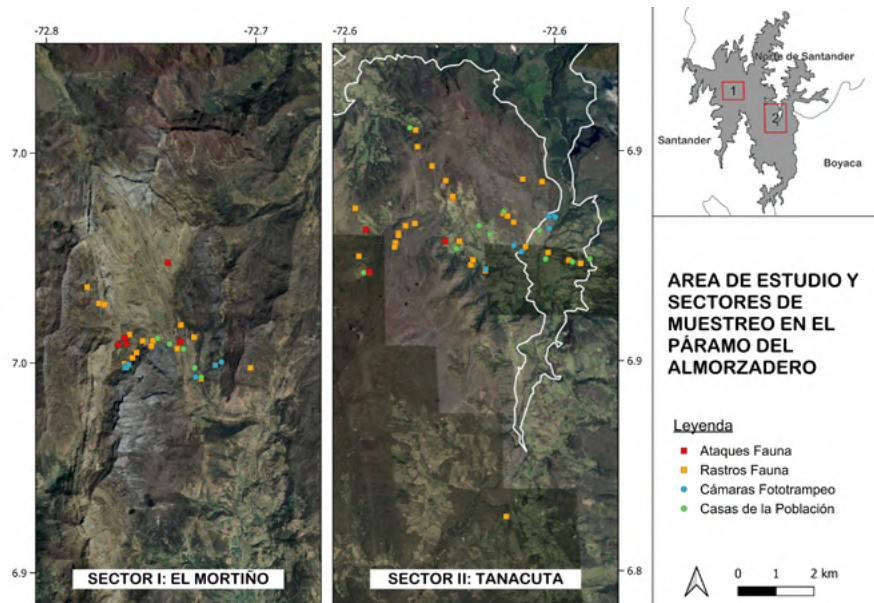 -72.8
-72.7
-72.6
-72.6
7.0
7.0
6.9
6.9
6.9
6.8
SECTOR I: EL MORTIÑO
SECTOR II: TANACUTA
Norte de Santander
1
2
Santander
Boyaca
AREA DE ESTUDIO Y
SECTORES DE
MUESTREO EN EL
PÁRAMO DEL
ALMORZADERO
Leyenda
Ataques Fauna
Rastros Fauna
Cámaras Fototrampeo
Casas de la Población
0 1 2 km